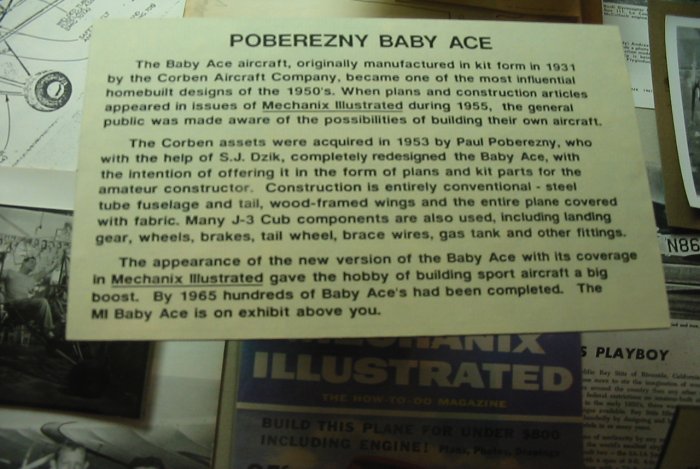 POBEREZNY BABY ACE
The Baby Ace aircraft, originally manufactured in kit form in 1931
by the Corben Aircraft Company, became one of the most influential
homebuilt designs of the 1950's. When plans and construction articles
appeared in issues of Mechanix Illustrated during 1955, the general
public was made aware of the possibilities of building their own aircraft.
The Corben assets were acquired in 1953 by Paul Poberezny, who
with the help of S.J. Dzik, completely redesigned the Baby Ace, with
the intention of offering it in the form of plans and kit parts for the
amateur constructor. Construction is entirely conventional - steel
tube fuselage and tail, wood-framed wings and the entire plane covered
with fabric. Many J-3 Cub components are also used, including landing
gear, wheels, brakes, tail wheel, brace wires, gas tank and other fittings.
The appearance of the new version of the Baby Ace with its coverage
in Mechanix Illustrated gave the hobby of building sport aircraft a big
boost. By 1965 hundreds of Baby Ace's had been completed. The
MI Baby Ace is on exhibit above you.
ILLUSTRATED
THE HOW-TO-DO MAGAZINE
BUILD THIS PLANE FOR UNDER $800
INCLUDING ENGINE! Plans, Photos, Drawings
N86
PLAYBOY